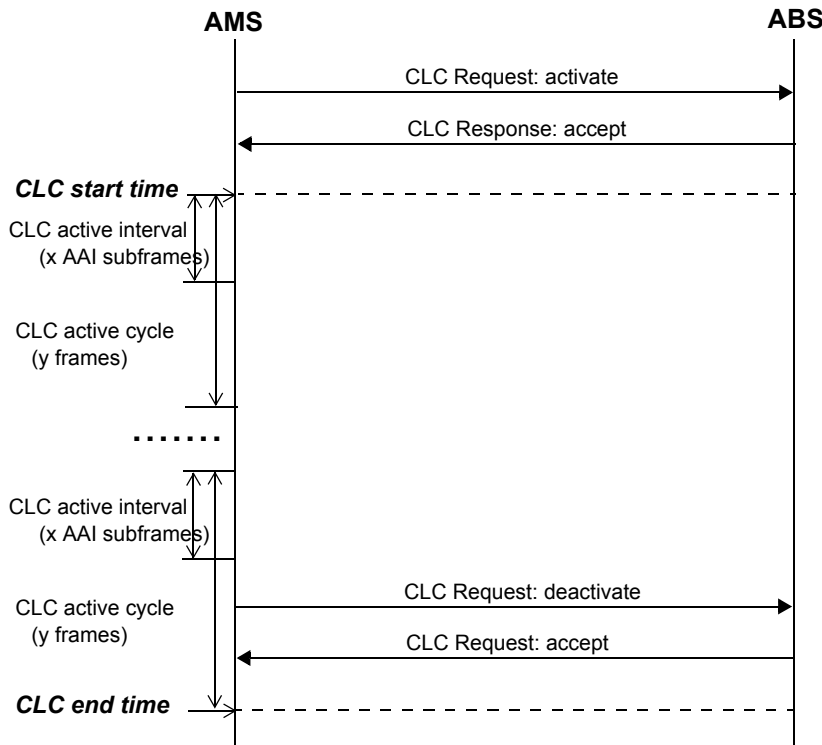 AMS
ABS
CLC Request: activate
CLC Response: accept
CLC start time
CLC active interval
(x AAI subframes)
CLC active cycle
(y frames)
.......
CLC active interval
(x AAI subframes)
CLC Request: deactivate
CLC active cycle
(y frames)
CLC Request: accept
CLC end time